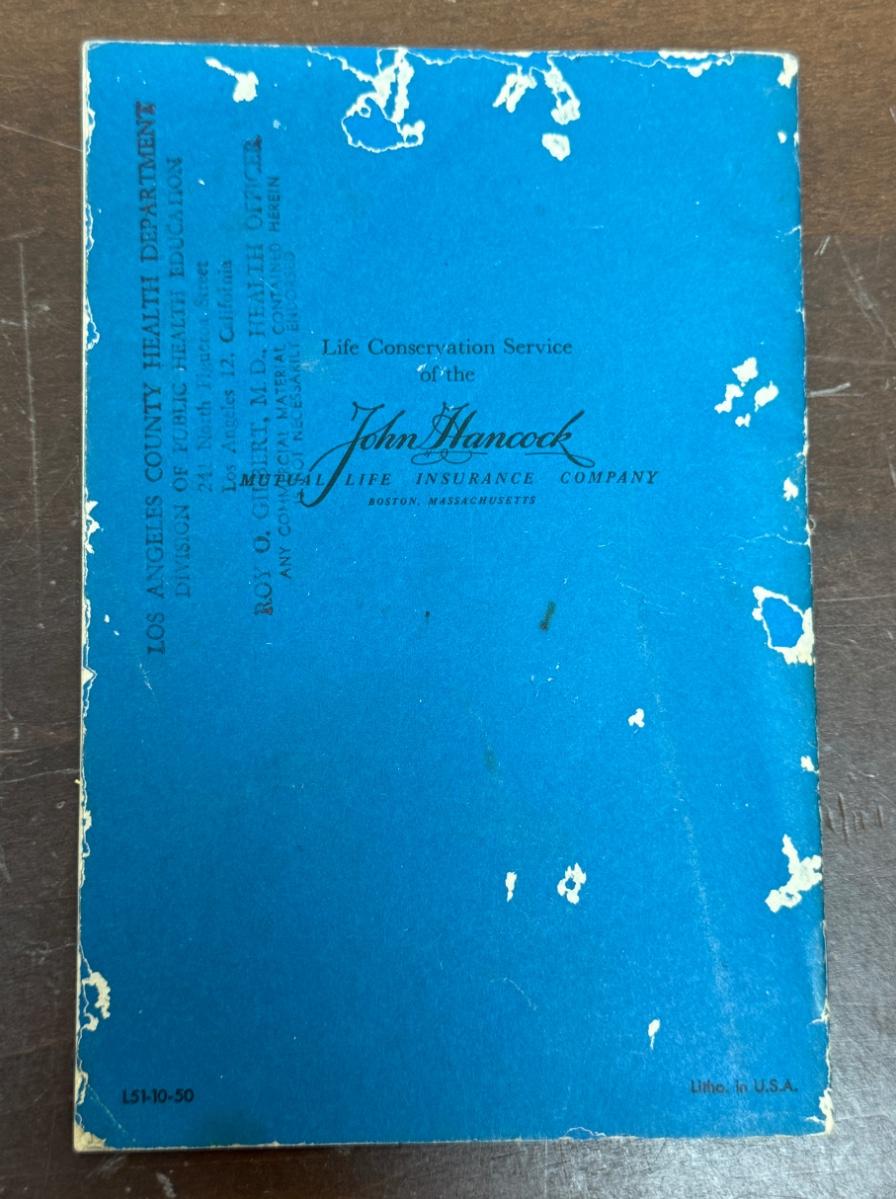 LOS ANGELES COUNTY HEALTH DEPARTMENT
DIVISION OF PUBLIC HEALTH EDUCATION
241 North Figueroa Street
Los Angeles 12, California
ROY O. GILBERT, M.D., HEALTH OFFICER
ANY COMMERCIAL MATERIAL CONTAINED HEREIN
IS NOT NECESSARILY ENDORSED
Life Conservation Service
of the
John Hancock
MUTUAL LIFE INSURANCE COMPANY
BOSTON, MASSACHUSETTS
L51-10-50
Litho. in U.S.A.